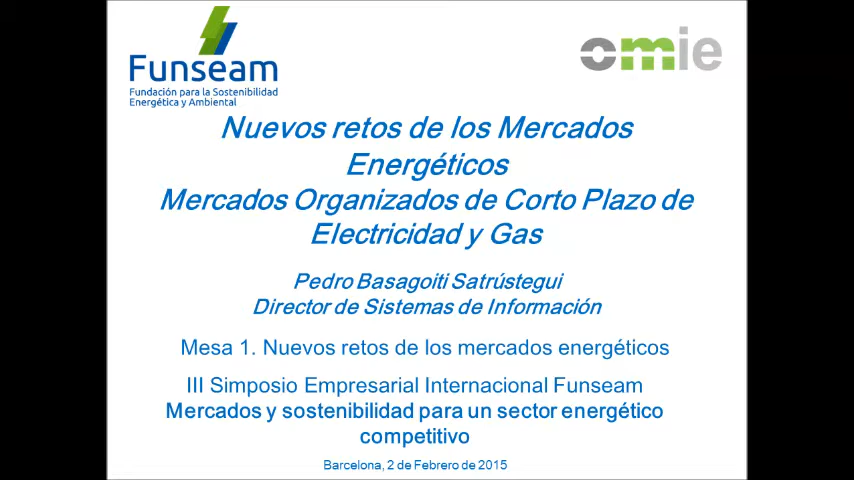 Funseam
Fundación para la Sostenibilidad
Energética y Ambiental
omie
Nuevos retos de los Mercados
Energéticos
Mercados Organizados de Corto Plazo de
Electricidad y Gas
Pedro Basagoiti Satrústegui
Director de Sistemas de Información
Mesa 1. Nuevos retos de los mercados energéticos
III Simposio Empresarial Internacional Funseam
Mercados y sostenibilidad para un sector energético
competitivo
Barcelona, 2 de Febrero de 2015